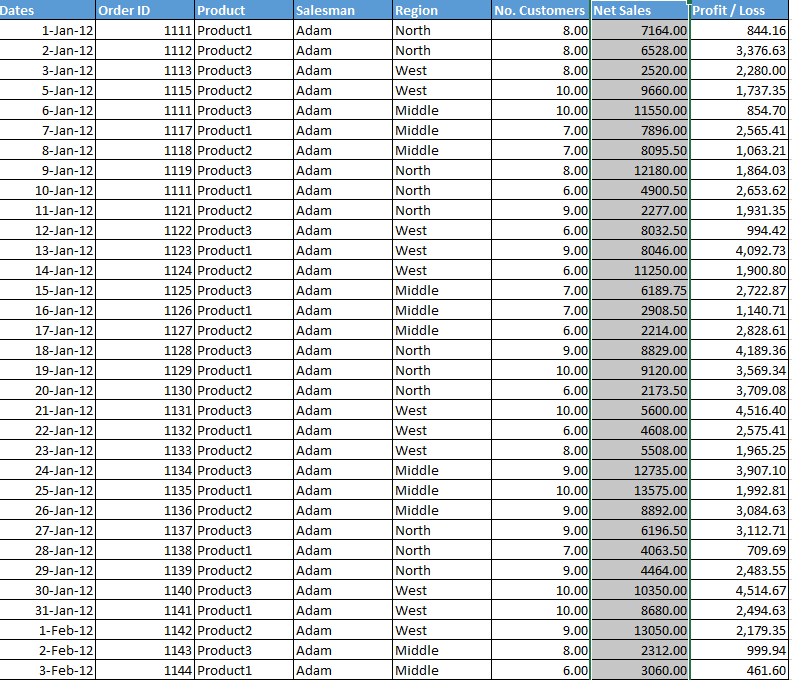 Dates Order ID Product Salesman Region No. Customers Net Sales Profit / Loss
1-Jan-12 1111 Product1 Adam North 8.00 7164.00 844.16
2-Jan-12 1112 Product2 Adam North 8.00 6528.00 3,376.63
3-Jan-12 1113 Product3 Adam West 8.00 2520.00 2,280.00
5-Jan-12 1115 Product2 Adam West 10.00 9660.00 1,737.35
6-Jan-12 1111 Product3 Adam Middle 10.00 11550.00 854.70
7-Jan-12 1117 Product1 Adam Middle 7.00 7896.00 2,565.41
8-Jan-12 1118 Product2 Adam Middle 7.00 8095.50 1,063.21
9-Jan-12 1119 Product3 Adam North 8.00 12180.00 1,864.03
10-Jan-12 1111 Product1 Adam North 6.00 4900.50 2,653.62
11-Jan-12 1121 Product2 Adam North 9.00 2277.00 1,931.35
12-Jan-12 1122 Product3 Adam West 6.00 8032.50 994.42
13-Jan-12 1123 Product1 Adam West 9.00 8046.00 4,092.73
14-Jan-12 1124 Product2 Adam West 6.00 11250.00 1,900.80
15-Jan-12 1125 Product3 Adam Middle 7.00 6189.75 2,722.87
16-Jan-12 1126 Product1 Adam Middle 7.00 2908.50 1,140.71
17-Jan-12 1127 Product2 Adam Middle 6.00 2214.00 2,828.61
18-Jan-12 1128 Product3 Adam North 9.00 8829.00 4,189.36
19-Jan-12 1129 Product1 Adam North 10.00 9120.00 3,569.34
20-Jan-12 1130 Product2 Adam North 6.00 2173.50 3,709.08
21-Jan-12 1131 Product3 Adam West 10.00 5600.00 4,516.40
22-Jan-12 1132 Product1 Adam West 6.00 4608.00 2,575.41
23-Jan-12 1133 Product2 Adam West 8.00 5508.00 1,965.25
24-Jan-12 1134 Product3 Adam Middle 9.00 12735.00 3,907.10
25-Jan-12 1135 Product1 Adam Middle 10.00 13575.00 1,992.81
26-Jan-12 1136 Product2 Adam Middle 9.00 8892.00 3,084.63
27-Jan-12 1137 Product3 Adam North 9.00 6196.50 3,112.71
28-Jan-12 1138 Product1 Adam North 7.00 4063.50 709.69
29-Jan-12 1139 Product2 Adam North 9.00 4464.00 2,483.55
30-Jan-12 1140 Product3 Adam West 10.00 10350.00 4,514.67
31-Jan-12 1141 Product1 Adam West 10.00 8680.00 2,494.63
1-Feb-12 1142 Product2 Adam West 9.00 13050.00 2,179.35
2-Feb-12 1143 Product3 Adam Middle 8.00 2312.00 999.94
3-Feb-12 1144 Product1 Adam Middle 6.00 3060.00 461.60